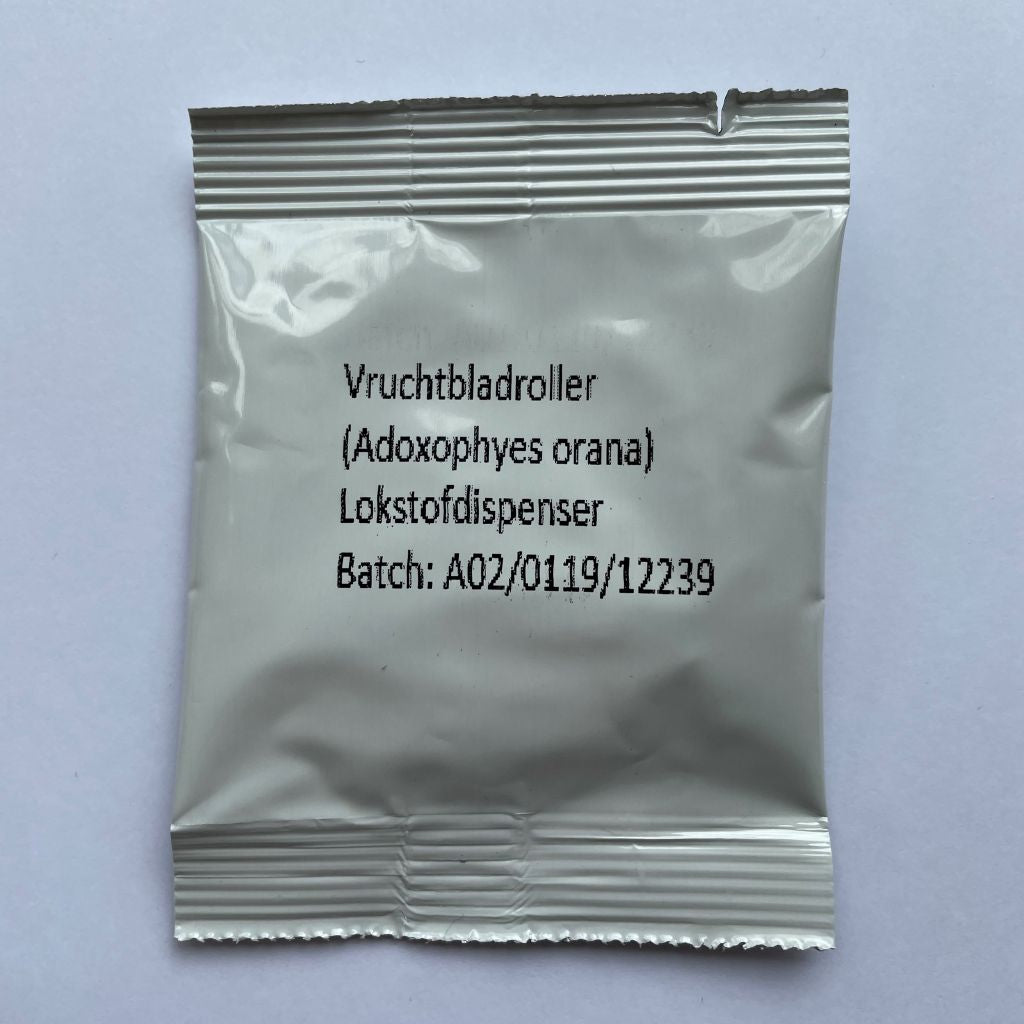 Vruchtbladroller
(Adoxophyes orana)
Lokstofdispenser
Batch: A02/0119/12239